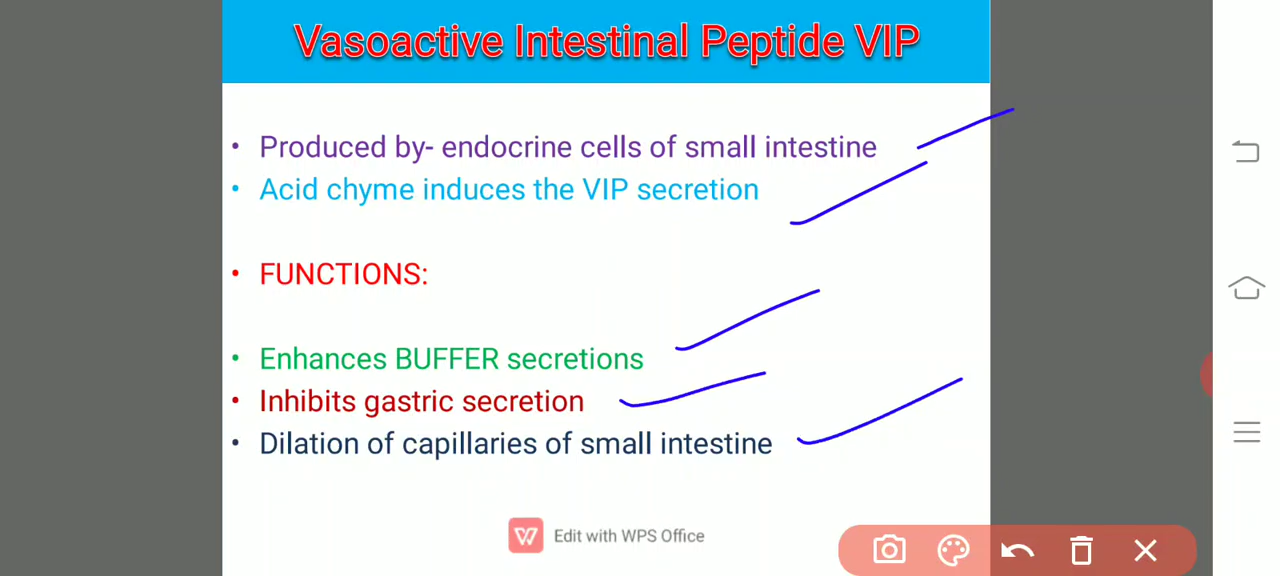 Vasoactive Intestinal Peptide VIP
• Produced by- endocrine cells of small intestine
• Acid chyme induces the VIP secretion
• FUNCTIONS:
• Enhances BUFFER secretions
• Inhibits gastric secretion
• Dilation of capillaries of small intestine
Edit with WPS Office